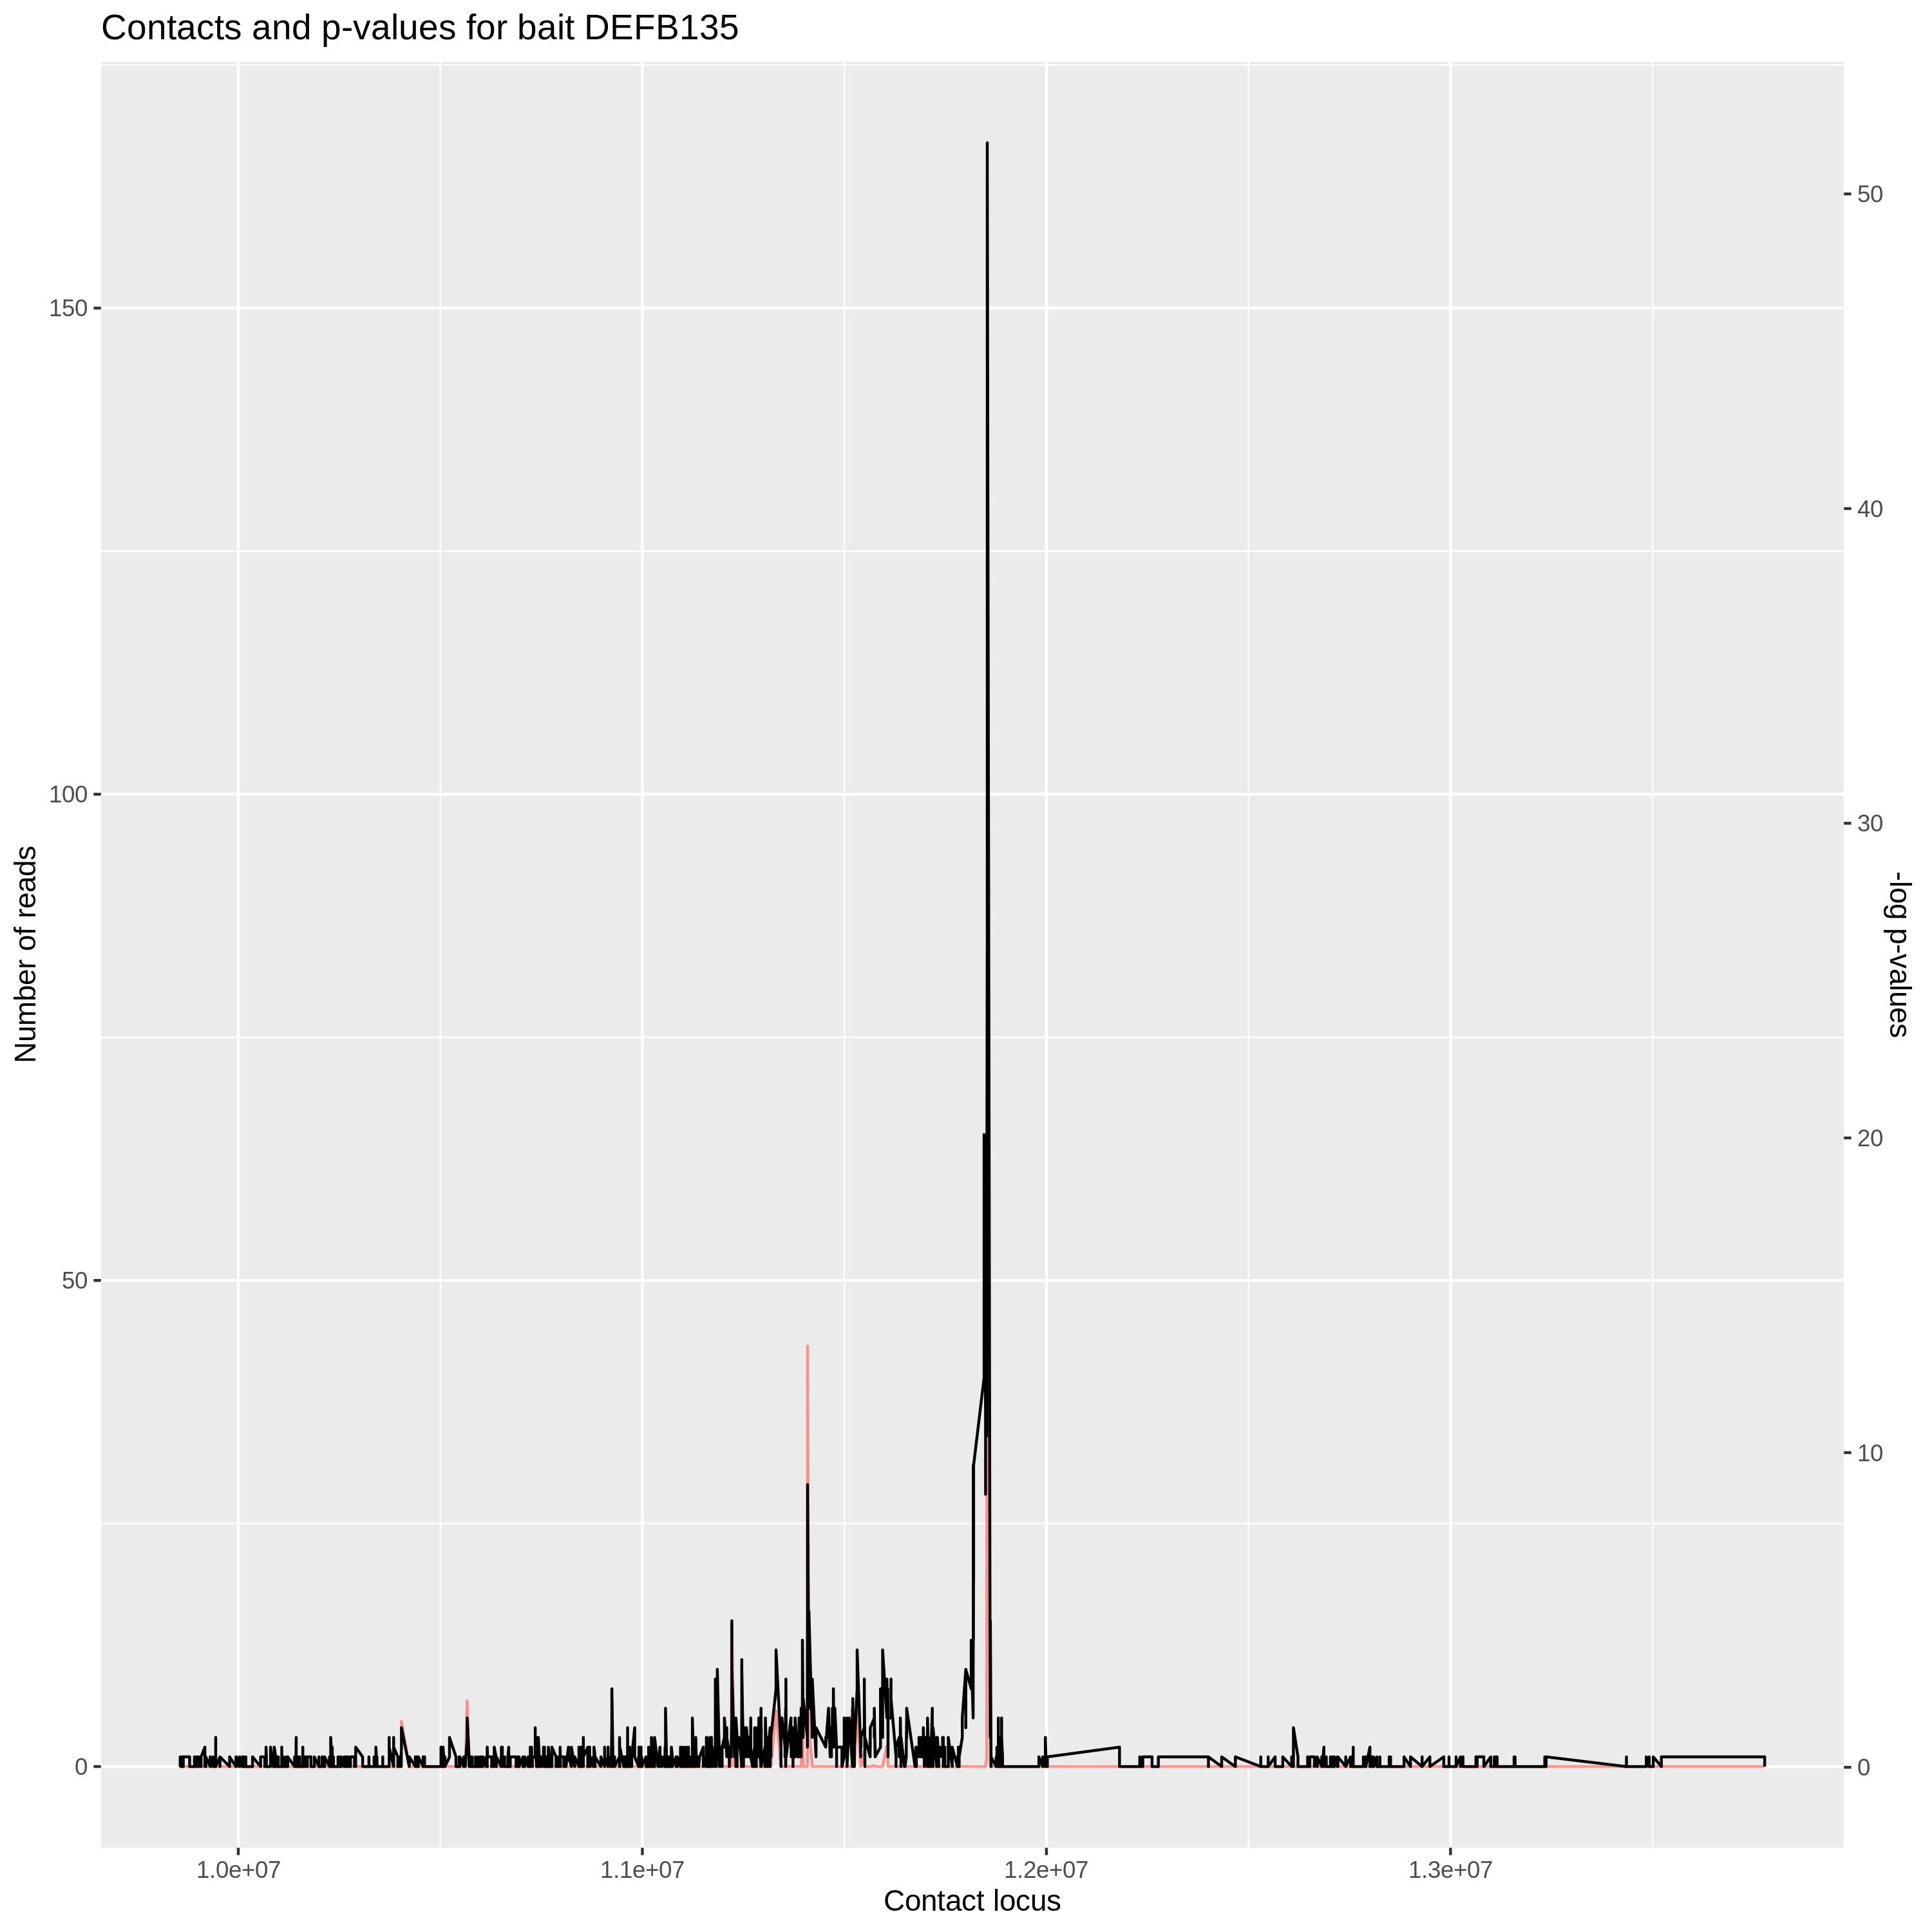 Contacts and p-values for bait DEFB135
Number of reads
150
100
50
0
50
40
30
20
10
0
-log p-values
1.0e+07
1.1e+07
1.2e+07
1.3e+07
Contact locus